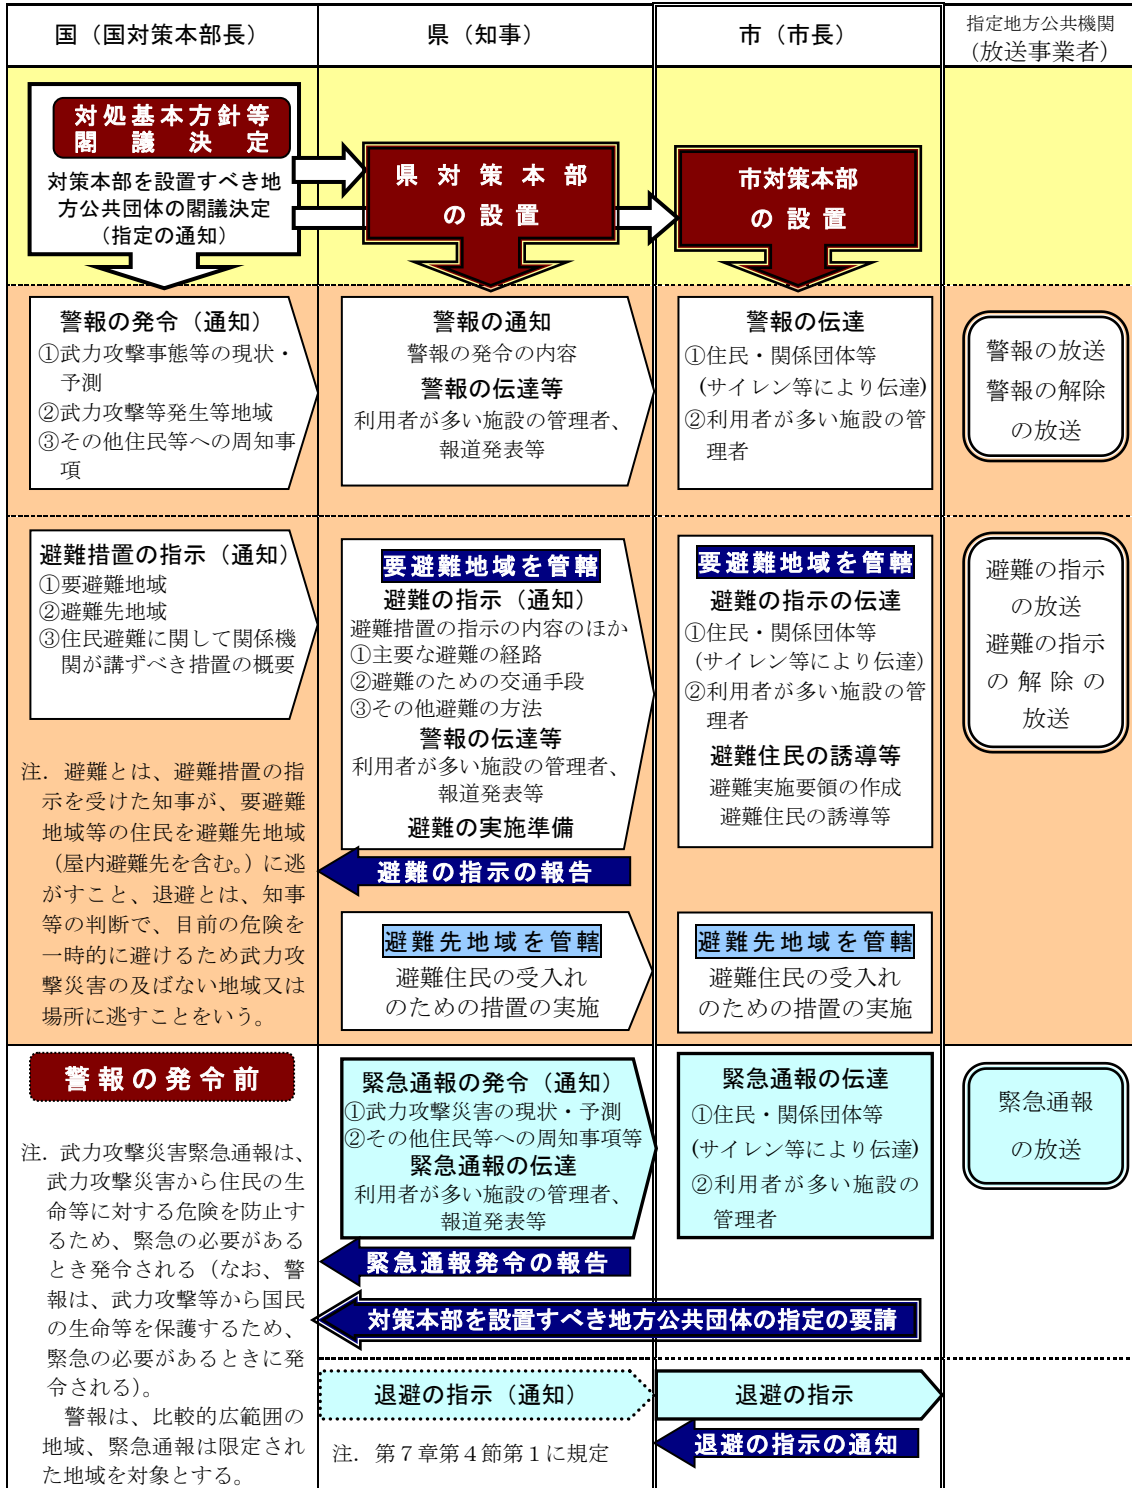 国（国対策本部長）
県（知事）
市（市長）
指定地方公共機関
（放送事業者）
対処基本方針等
閣議決定
対策本部を設置すべき地
方公共団体の閣議決定
（指定の通知）
県対策本部
の設置
市対策本部
の設置
警報の発令（通知）
①武力攻撃事態等の現状・
予測
②武力攻撃等発生等地域
③その他住民等への周知事
項
警報の通知
警報の発令の内容
警報の伝達等
利用者が多い施設の管理者、
報道発表等
警報の伝達
①住民・関係団体等
(サイレン等により伝達)
②利用者が多い施設の管
理者
警報の放送
警報の解除
の放送
避難措置の指示（通知）
①要避難地域
②避難先地域
③住民避難に関して関係機
関が講ずべき措置の概要
注．避難とは、避難措置の指
示を受けた知事が、要避難
地域等の住民を避難先地域
（屋内避難先を含む。）に逃
がすこと、退避とは、知事
等の判断で、目前の危険を
一時的に避けるため武力攻
撃災害の及ばない地域又は
場所に逃すことをいう。
要避難地域を管轄
避難の指示（通知）
避難措置の指示の内容のほか
①主要な避難の経路
②避難のための交通手段
③その他避難の方法
警報の伝達等
利用者が多い施設の管理者、
報道発表等
避難の実施準備
避難の指示の報告
避難先地域を管轄
避難住民の受入れ
のための措置の実施
要避難地域を管轄
避難の指示の伝達
①住民・関係団体等
（サイレン等により伝達）
②利用者が多い施設の管
理者
避難住民の誘導等
避難実施要領の作成
避難住民の誘導等
避難先地域を管轄
避難住民の受入れ
のための措置の実施
避難の指示
の放送
避難の指示
の解除の
放送
警報の発令前
注．武力攻撃災害緊急通報は、
武力攻撃災害から住民の生
命等に対する危険を防止す
るため、緊急の必要がある
とき発令される（なお、警
報は、武力攻撃等から国民
の生命等を保護するため、
緊急の必要があるときに発
令される）。
警報は、比較的広範囲の
地域、緊急通報は限定され
た地域を対象とする。
緊急通報の発令（通知）
①武力攻撃災害の現状・予測
②その他住民等への周知事項等
緊急通報の伝達
利用者が多い施設の管理者、
報道発表等
緊急通報発令の報告
緊急通報の伝達
①住民・関係団体等
(サイレン等により伝達)
②利用者が多い施設の
管理者
緊急通報
の放送
対策本部を設置すべき地方公共団体の指定の要請
退避の指示（通知）
退避の指示
退避の指示の通知
注．第７章第４節第１に規定